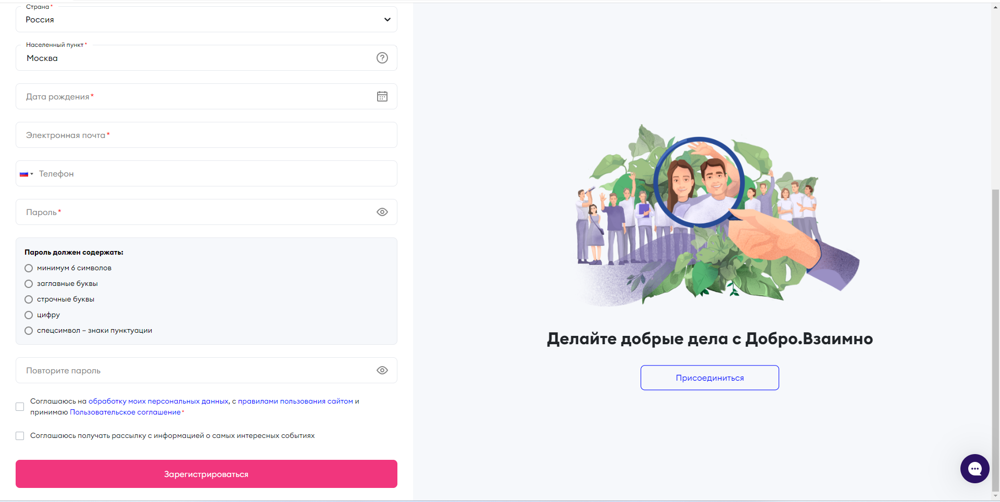 Страна*
Россия
Населенный пункт*
Москва
Дата рождения*
Электронная почта*
Телефон
Пароль*
Пароль должен содержать:
минимум 6 символов
заглавные буквы
строчные буквы
цифру
спецсимвол – знаки пунктуации
Повторите пароль
Соглашаюсь на обработку моих персональных данных, с правилами пользования сайтом и
принимаю Пользовательское соглашение*
Соглашаюсь получать рассылку с информацией о самых интересных событиях
Зарегистрироваться
Делайте добрые дела с Добро.Взаимно
Присоединиться